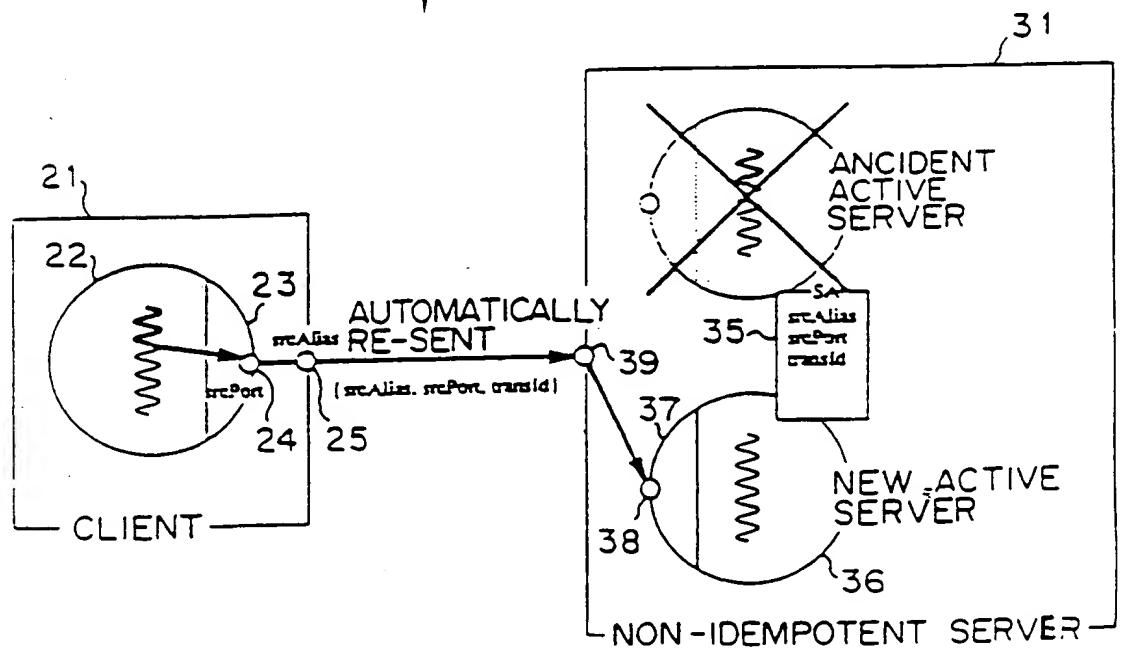 31
21
ANCIDENT
ACTIVE
SERVER
22
23
srcAlias
AUTOMATICALLY
RE-SENT
SA
srcAlias
srcPort
transId
35
39
srcPort
(srcAlias, srcPort, transId)
24
25
37
NEW ACTIVE
SERVER
CLIENT
38
36
NON-IDEMPOTENT SERVER